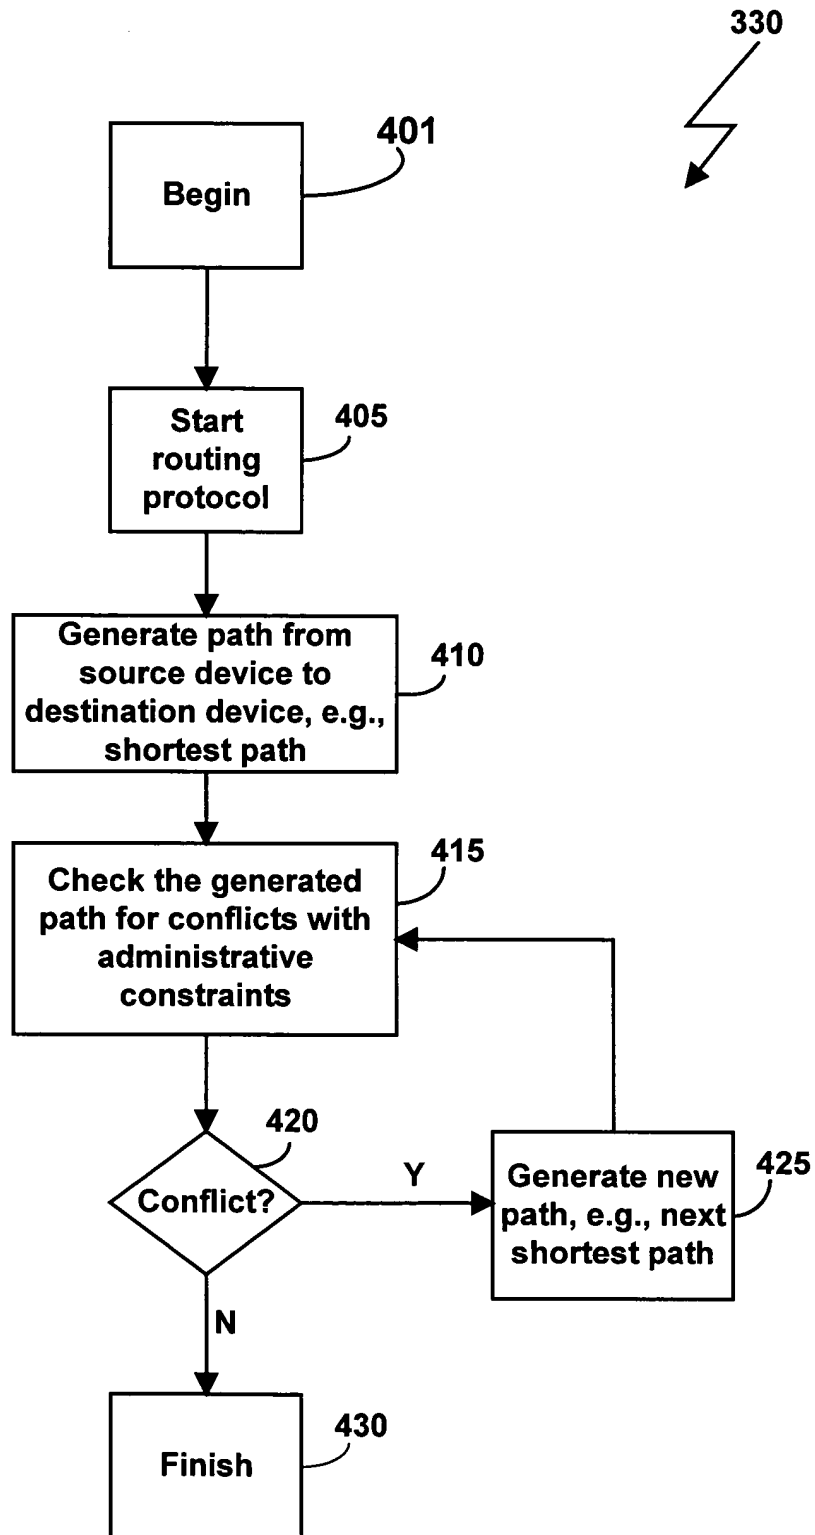 330
401
Begin
Start
routing
protocol
405
Generate path from
source device to
destination device, e.g.,
shortest path
410
Check the generated
path for conflicts with
administrative
constraints
415
420
Conflict?
Y
Generate new
path, e.g., next
shortest path
425
N
Finish
430